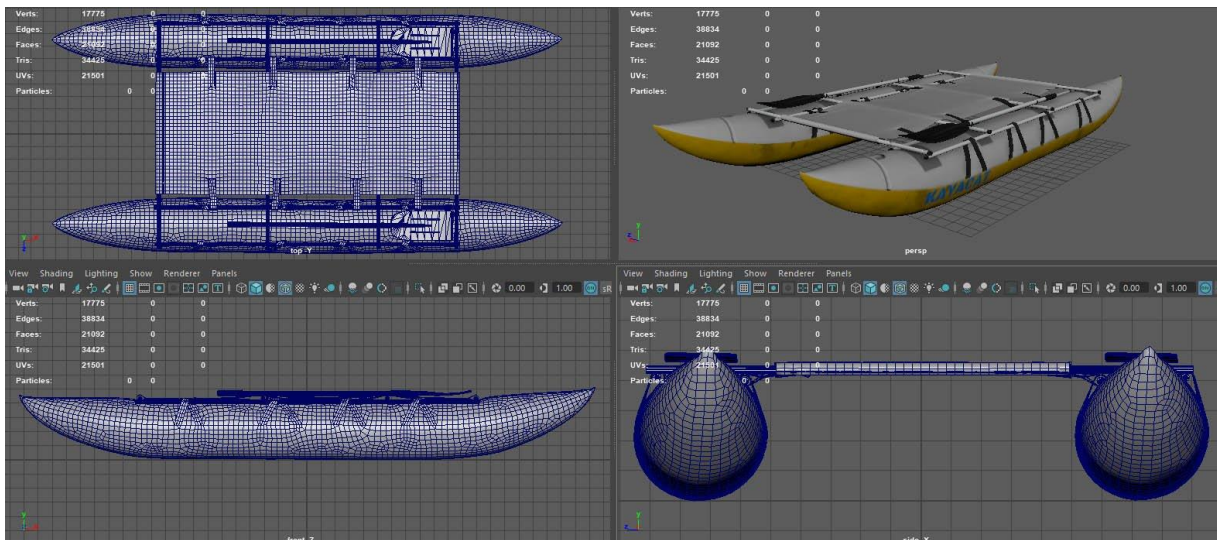 Verts: 17775 0 0
Edges: 38834 0 0
Faces: 21092 0 0
Tris: 34425 0 0
UVs: 21501 0 0
Particles: 0 0
top -Y
Verts: 17775 0 0
Edges: 38834 0 0
Faces: 21092 0 0
Tris: 34425 0 0
UVs: 21501 0 0
Particles: 0 0
KAYACAT
persp
View Shading Lighting Show Renderer Panels
0.00 1.00 sR
Verts: 17775 0 0
Edges: 38834 0 0
Faces: 21092 0 0
Tris: 34425 0 0
UVs: 21501 0 0
Particles: 0 0
front -Z
View Shading Lighting Show Renderer Panels
0.00 1.00
Verts: 17775 0 0
Edges: 38834 0 0
Faces: 21092 0 0
Tris: 34425 0 0
UVs: 21501 0 0
Particles: 0 0
side -X